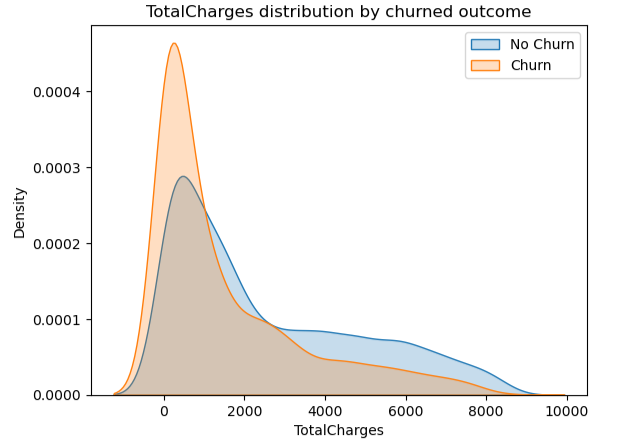 TotalCharges distribution by churned outcome
No Churn
Churn
0.0004
0.0003
0.0002
0.0001
0.0000
Density
0 2000 4000 6000 8000 10000
TotalCharges